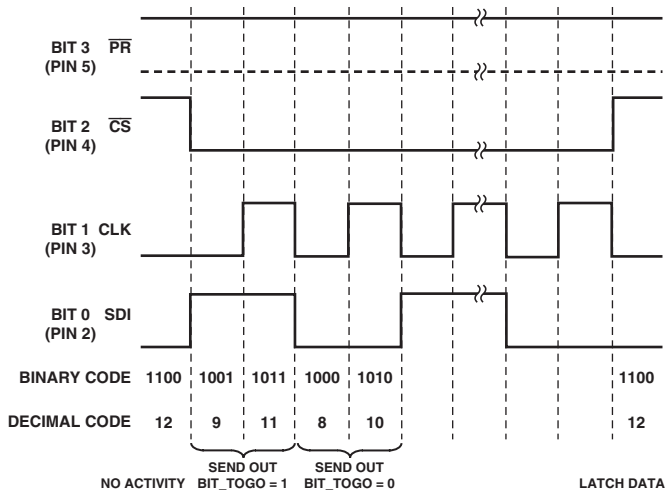 BIT 3 PR
(PIN 5)
BIT 2 CS
(PIN 4)
BIT 1 CLK
(PIN 3)
BIT 0 SDI
(PIN 2)
BINARY CODE 1100 1001 1011 1000 1010 1100
DECIMAL CODE 12 9 11 8 10 12
NO ACTIVITY SEND OUT BIT_TOGO = 1 SEND OUT BIT_TOGO = 0 LATCH DATA